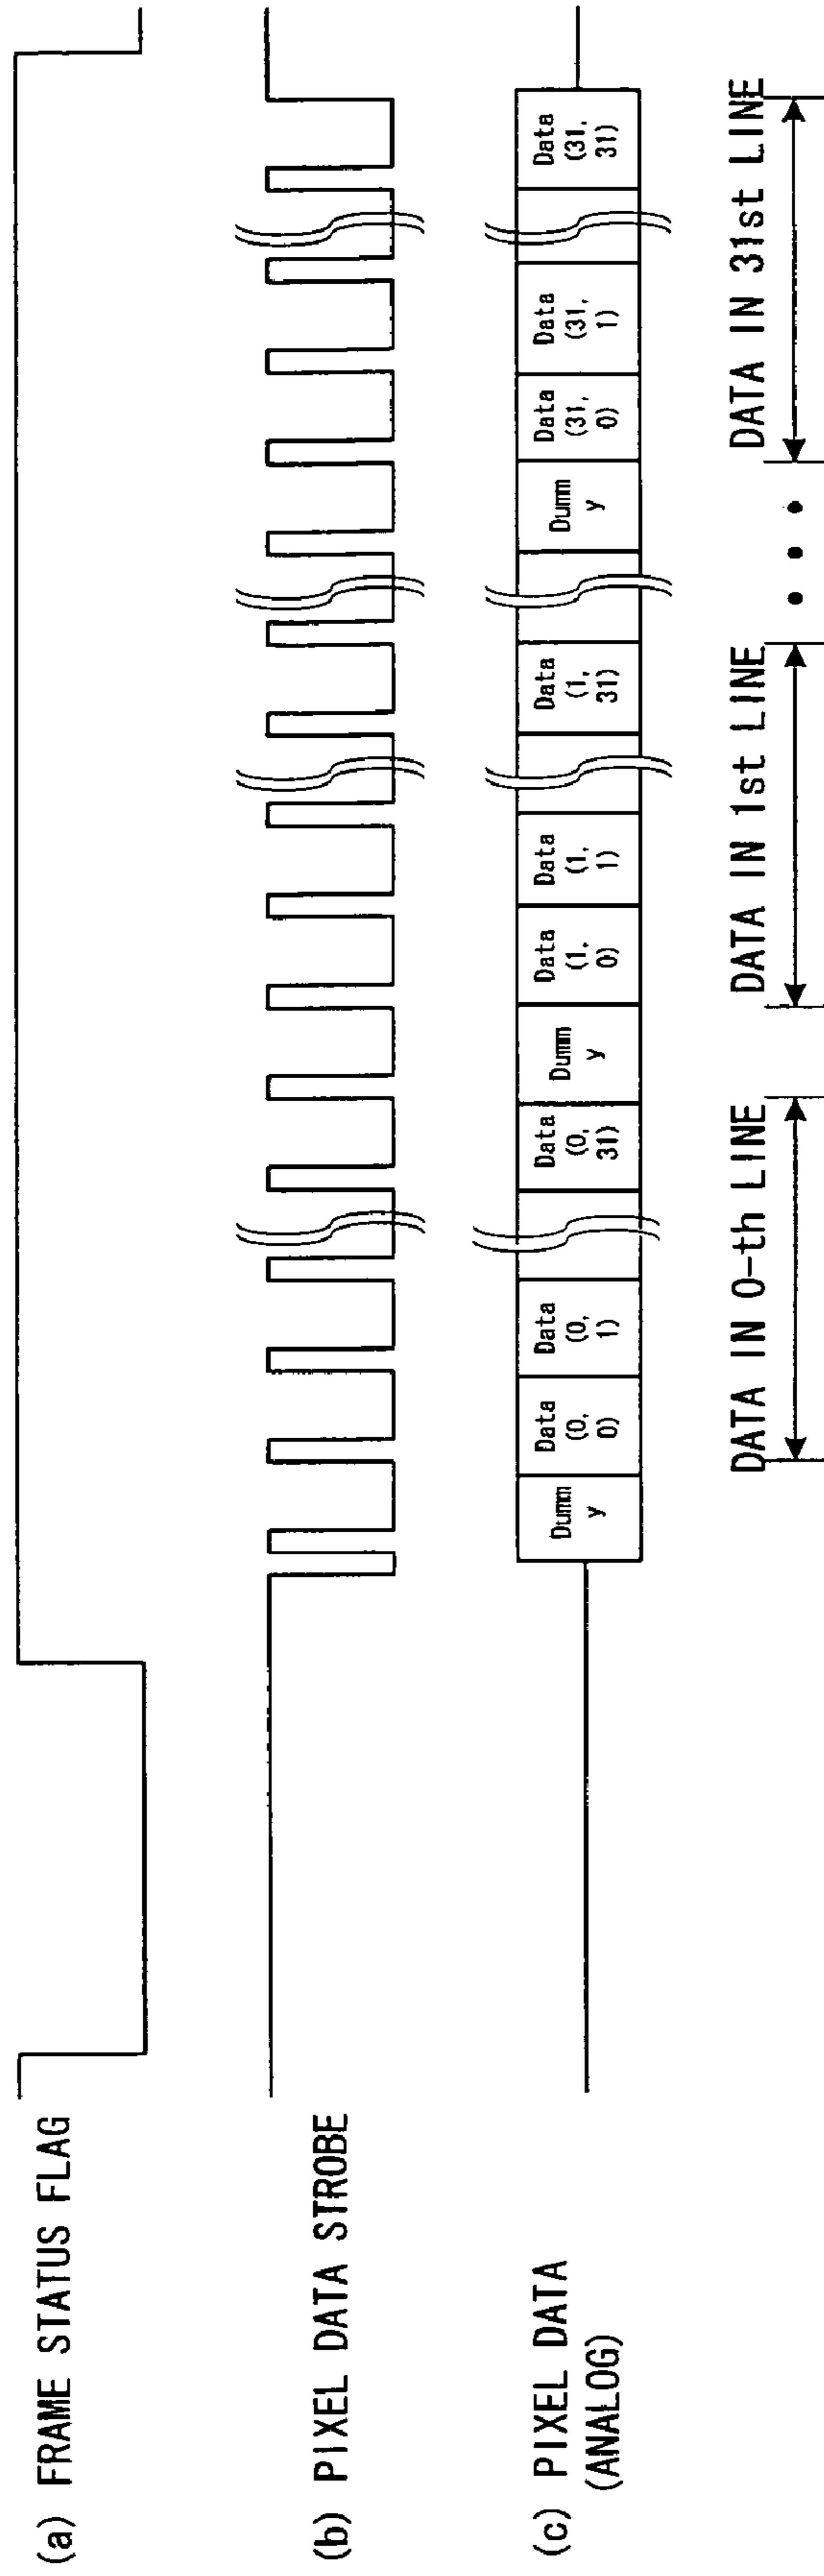 (a) FRAME STATUS FLAG
(b) PIXEL DATA STROBE
(c) PIXEL DATA
(ANALOG)
Dumm
y
Data
(0,
0)
Data
(0,
1)
Data
(0,
31)
Dumm
y
Data
(1,
0)
Data
(1,
1)
Data
(1,
31)
Dumm
y
Data
(31,
0)
Data
(31,
1)
Data
(31,
31)
DATA IN 0-th LINE
DATA IN 1st LINE
• • •
DATA IN 31st LINE